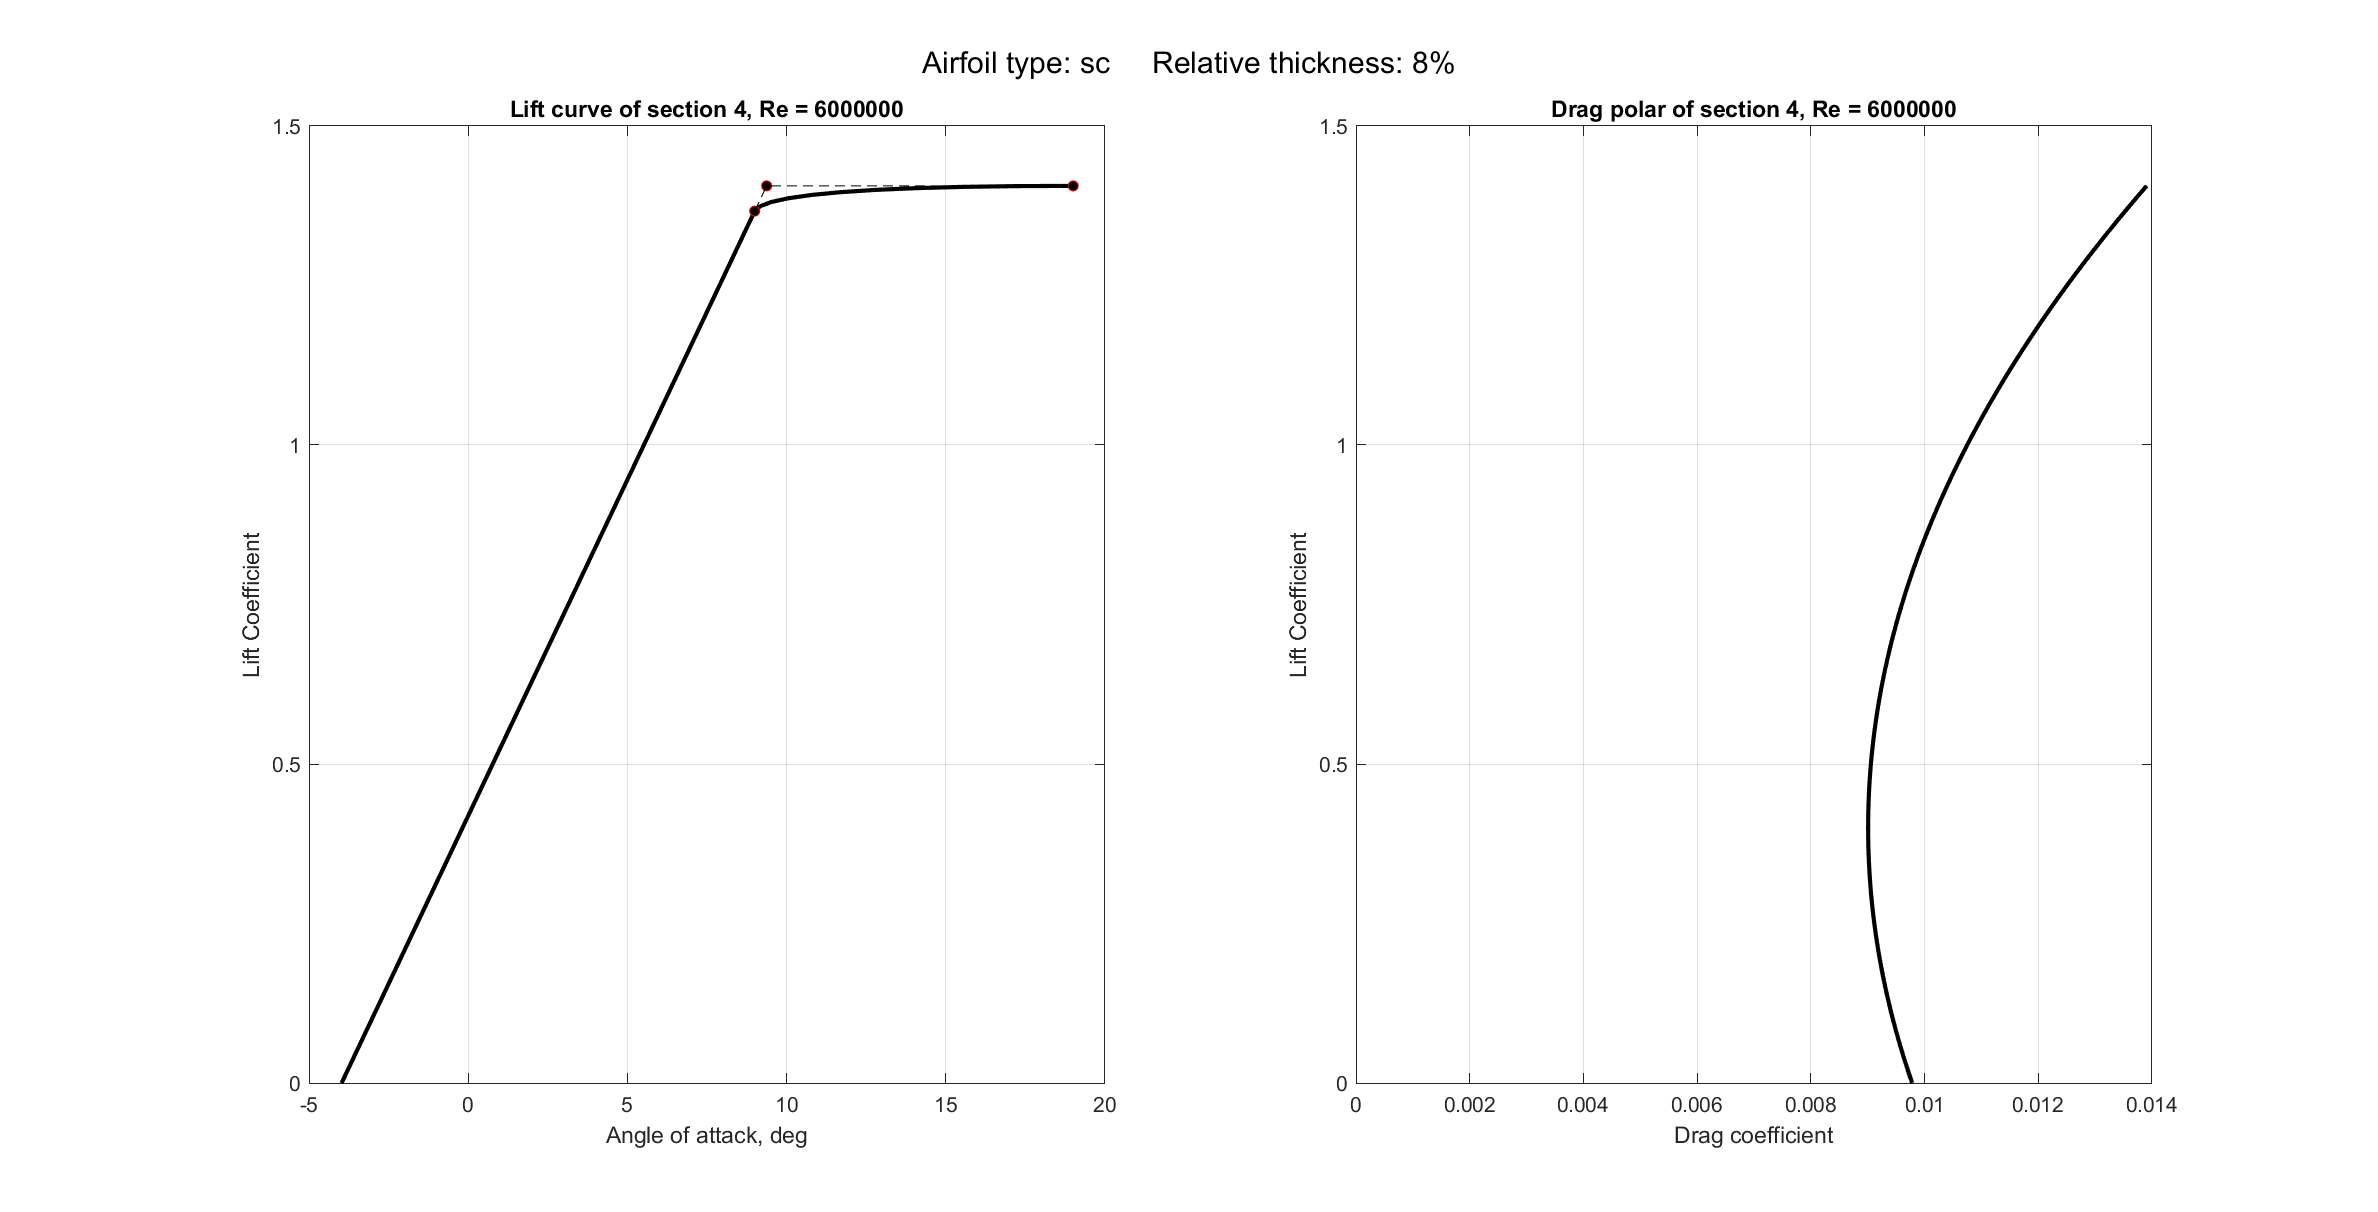 Airfoil type: sc     Relative thickness: 8%
Lift curve of section 4, Re = 6000000
1.5
1
0.5
0
Lift Coefficient
-5 0 5 10 15 20
Angle of attack, deg
Drag polar of section 4, Re = 6000000
1.5
1
0.5
0
Lift Coefficient
0 0.002 0.004 0.006 0.008 0.01 0.012 0.014
Drag coefficient